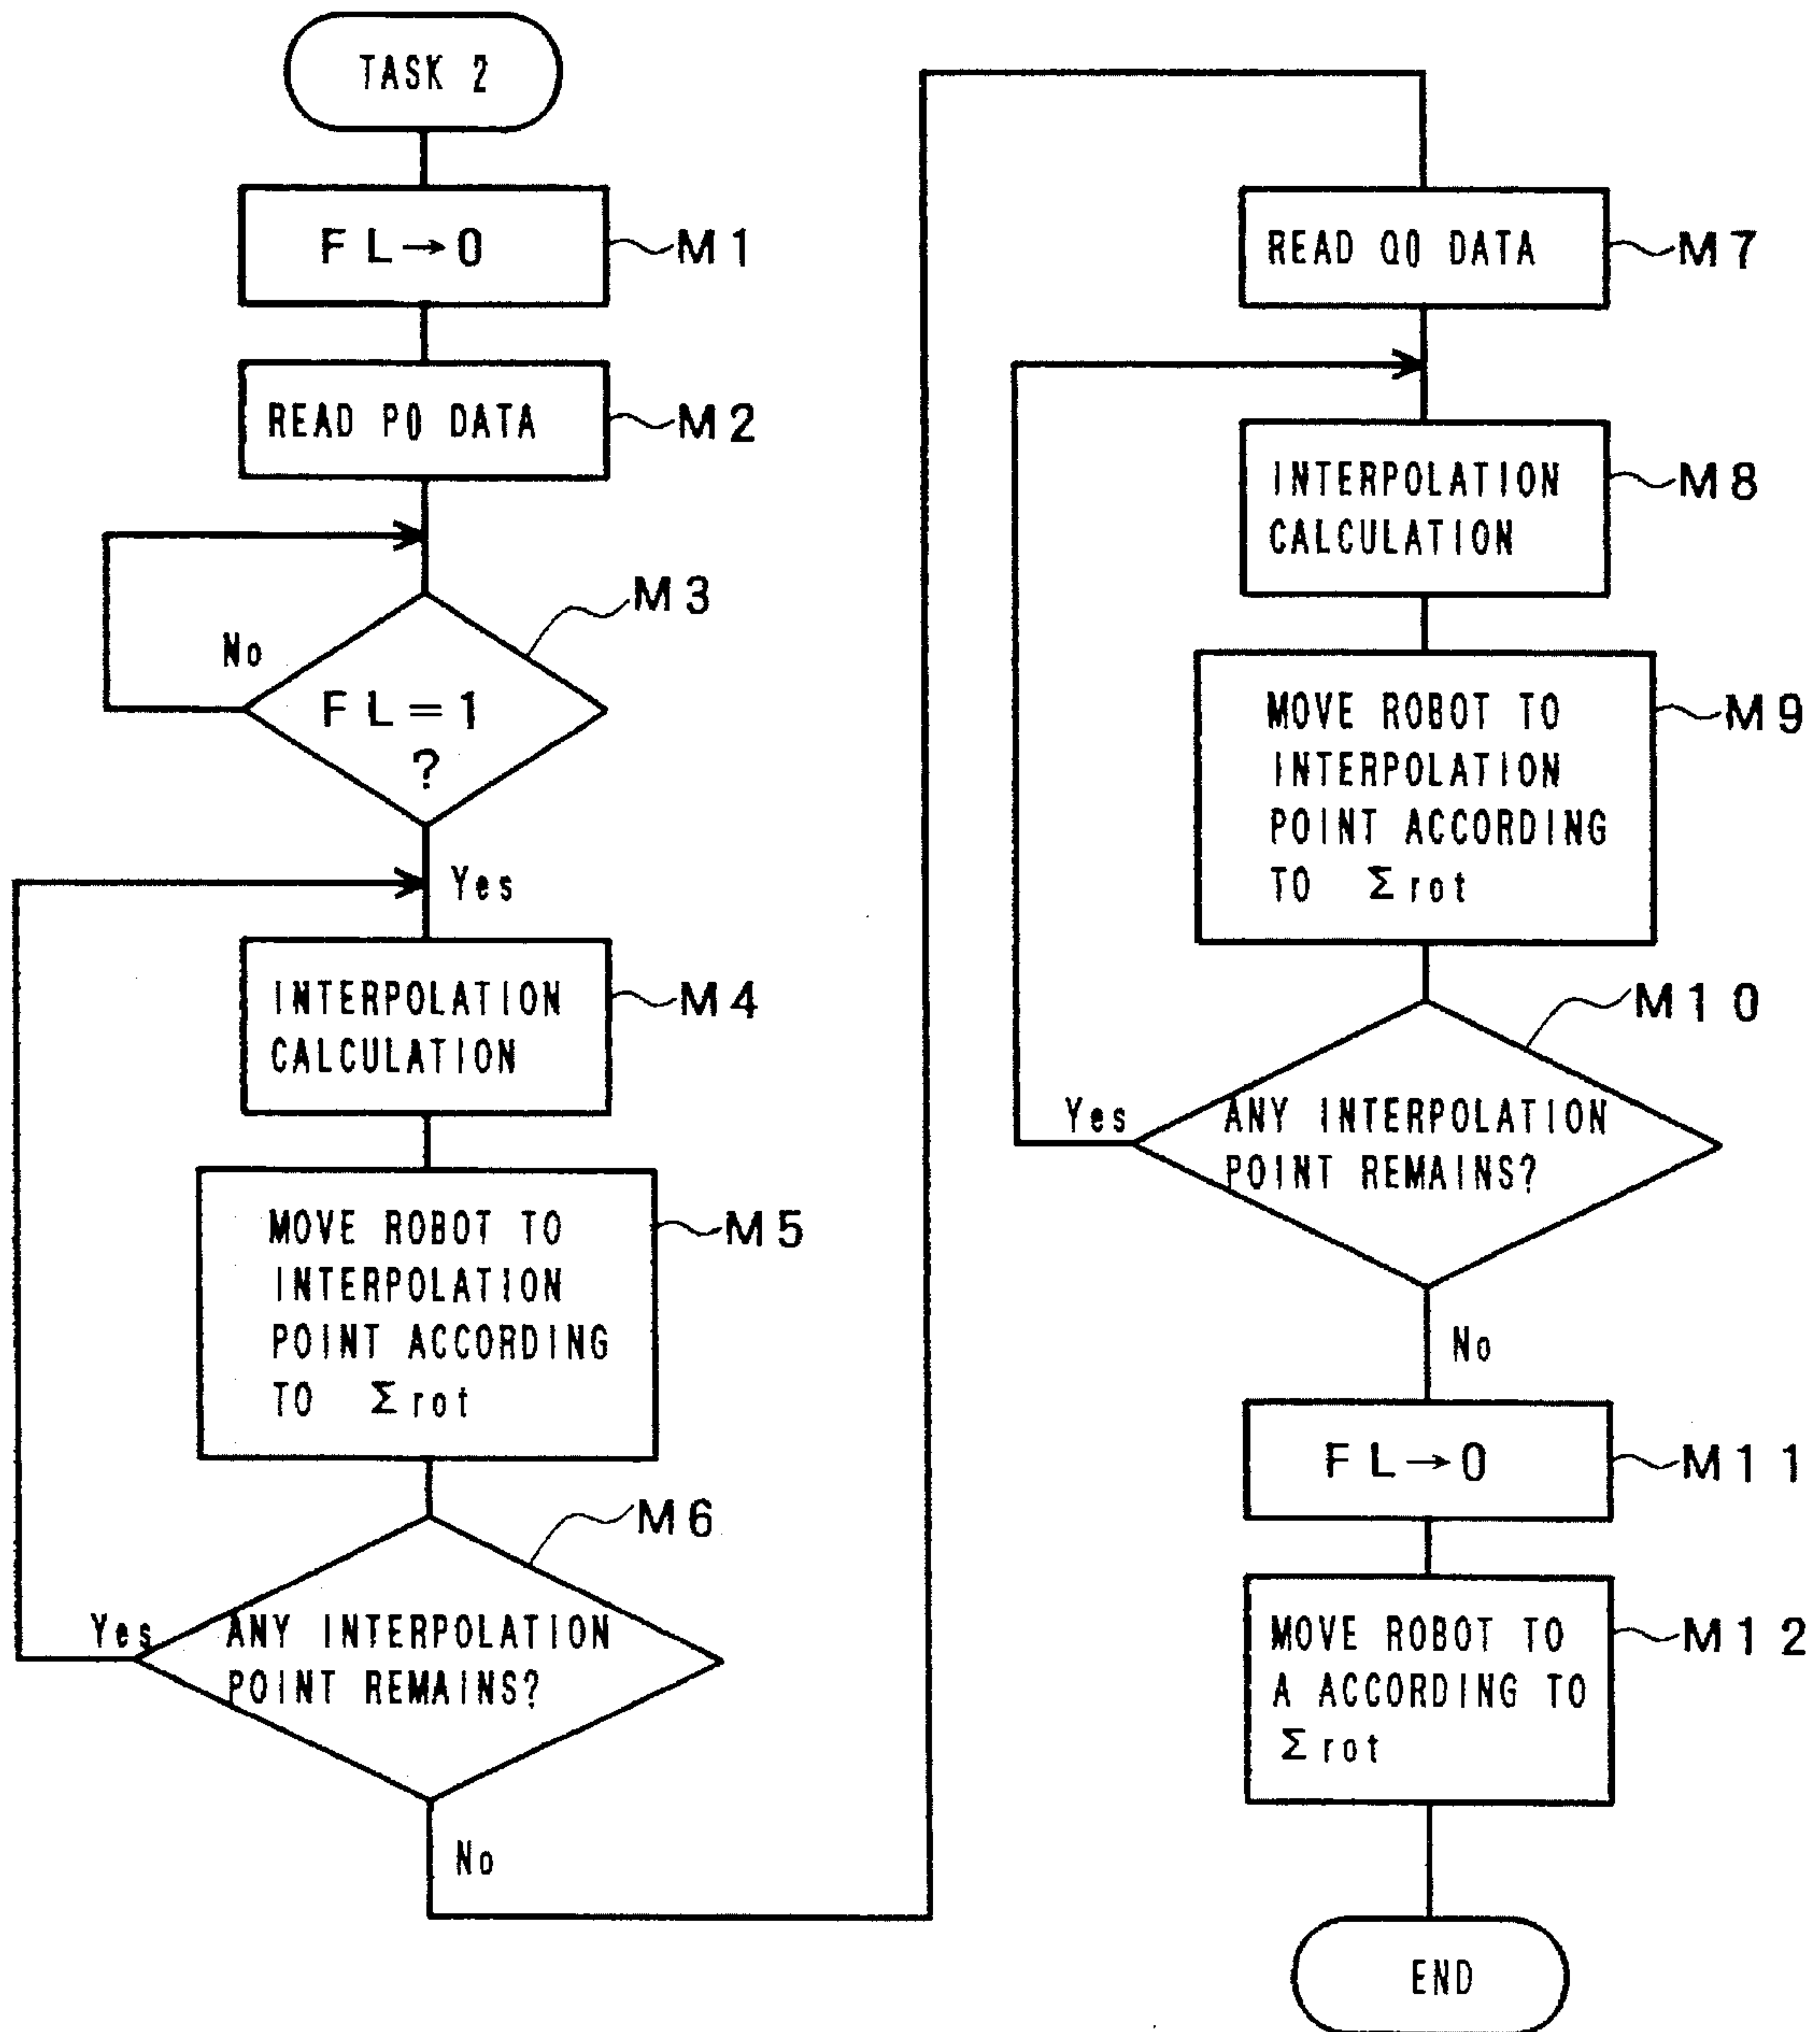 TASK 2
FL→0
M1
READ P0 DATA
M2
M3
No
FL=1
?
Yes
INTERPOLATION
CALCULATION
M4
MOVE ROBOT TO
INTERPOLATION
POINT ACCORDING
TO Σrot
M5
M6
Yes
ANY INTERPOLATION
POINT REMAINS?
No
READ Q0 DATA
M7
INTERPOLATION
CALCULATION
M8
MOVE ROBOT TO
INTERPOLATION
POINT ACCORDING
TO Σrot
M9
M10
Yes
ANY INTERPOLATION
POINT REMAINS?
No
FL→0
M11
MOVE ROBOT TO
A ACCORDING TO
Σrot
M12
END